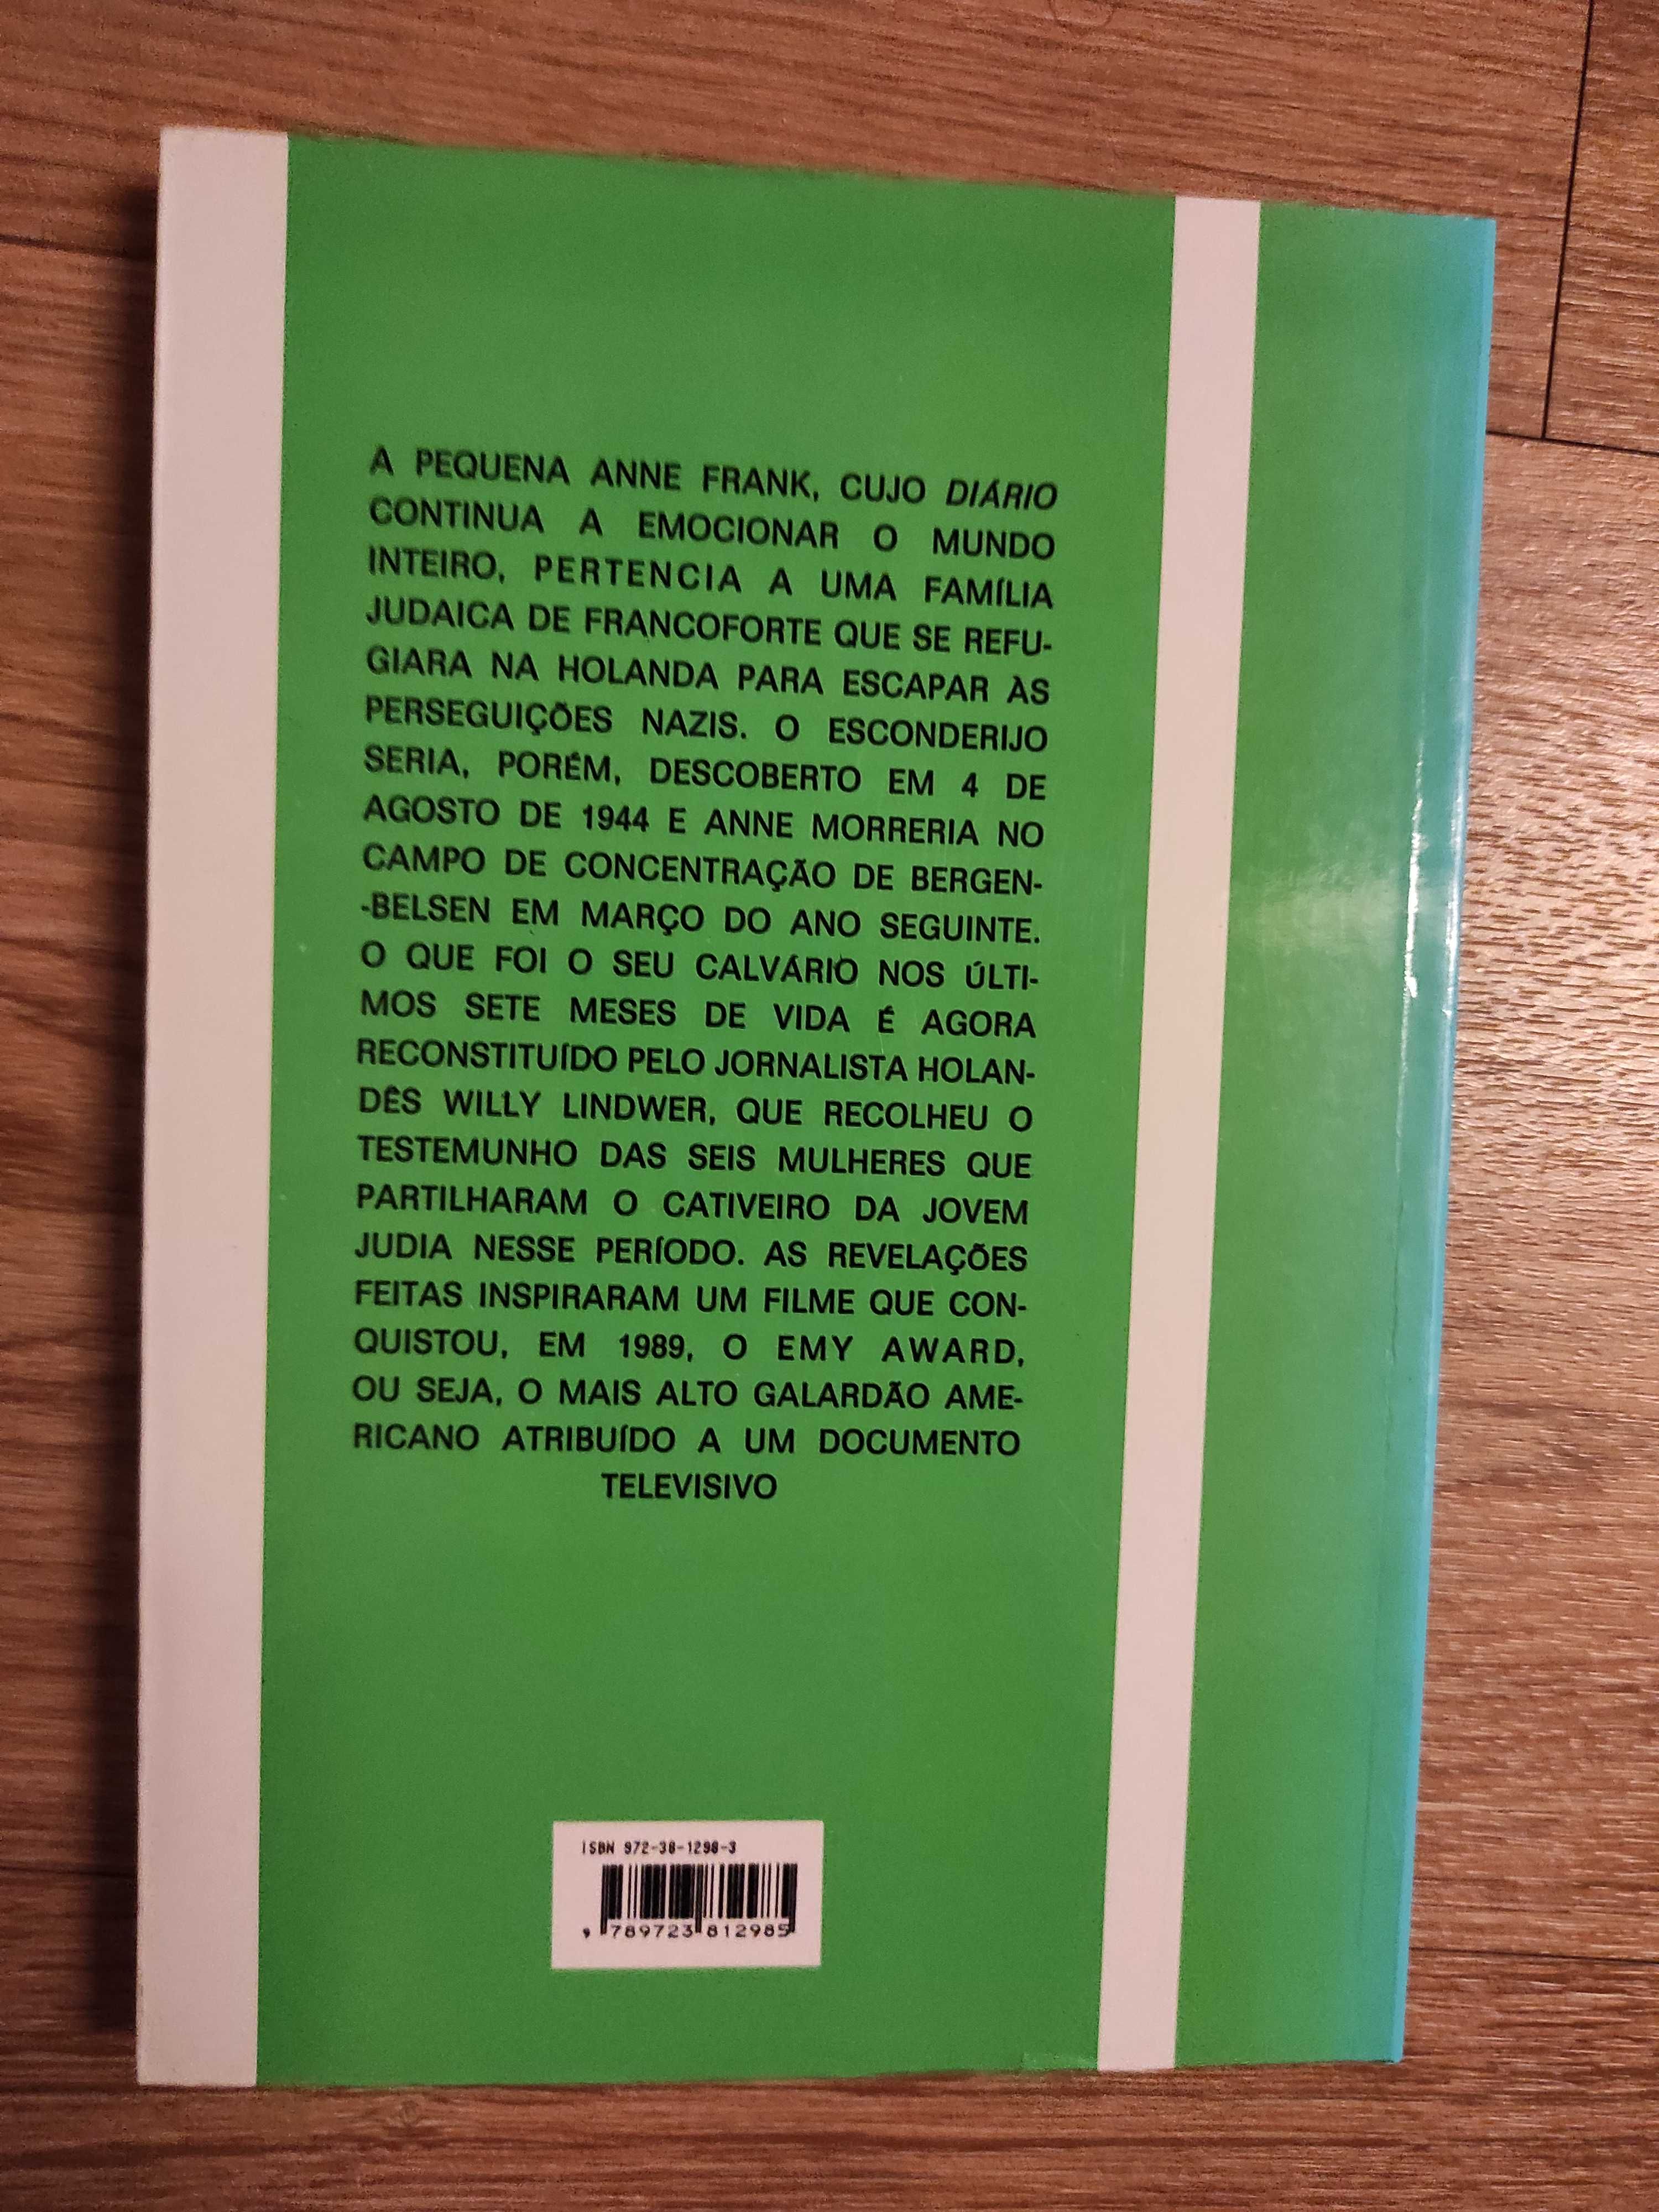 A PEQUENA ANNE FRANK, CUJO DIÁRIO
CONTINUA A EMOCIONAR O MUNDO
INTEIRO, PERTENCIA A UMA FAMÍLIA
JUDAICA DE FRANCOFORTE QUE SE REFU-
GIARA NA HOLANDA PARA ESCAPAR ÀS
PERSEGUIÇÕES NAZIS. O ESCONDERIJO
SERIA, PORÉM, DESCOBERTO EM 4 DE
AGOSTO DE 1944 E ANNE MORRERIA NO
CAMPO DE CONCENTRAÇÃO DE BERGEN-
-BELSEN EM MARÇO DO ANO SEGUINTE.
O QUE FOI O SEU CALVÁRIO NOS ÚLTI-
MOS SETE MESES DE VIDA É AGORA
RECONSTITUÍDO PELO JORNALISTA HOLAN-
DÊS WILLY LINDWER, QUE RECOLHEU O
TESTEMUNHO DAS SEIS MULHERES QUE
PARTILHARAM O CATIVEIRO DA JOVEM
JUDIA NESSE PERÍODO. AS REVELAÇÕES
FEITAS INSPIRARAM UM FILME QUE CON-
QUISTOU, EM 1989, O EMY AWARD,
OU SEJA, O MAIS ALTO GALARDÃO AME-
RICANO ATRIBUÍDO A UM DOCUMENTO
TELEVISIVO
ISBN 972-38-1298-3
9 789723 812985